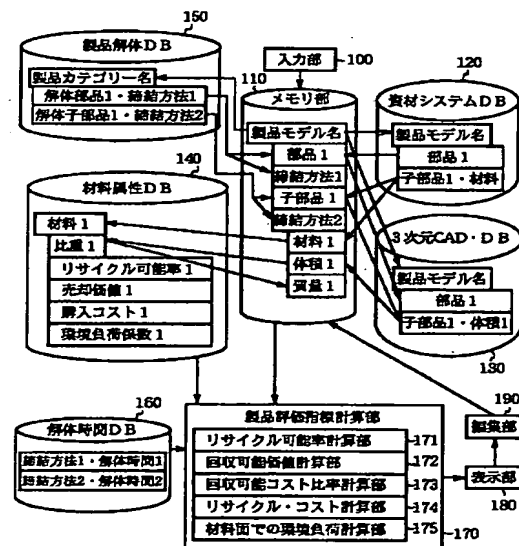 150
製品解体DB
製品カテゴリー名
解体部品1・締結方法1
解体子部品1・締結方法2
100
入力部
110
メモリ部
製品モデル名
部品1
締結方法1
子部品1
締結方法2
材料1
体積1
質量1
120
資材システムDB
製品モデル名
部品1
子部品1・材料
140
材料属性DB
材料1
比重1
リサイクル可能率1
売却価値1
購入コスト1
環境負荷係数1
3次元CAD・DB
製品モデル名
部品1
子部品1・体積1
130
160
解体時間DB
締結方法1・解体時間1
締結方法2・解体時間2
製品評価指標計算部
リサイクル可能率計算部
171
回収可能価値計算部
172
回収可能コスト比率計算部
173
リサイクル・コスト計算部
174
材料面での環境負荷計算部
175
170
190
編集部
表示部
180